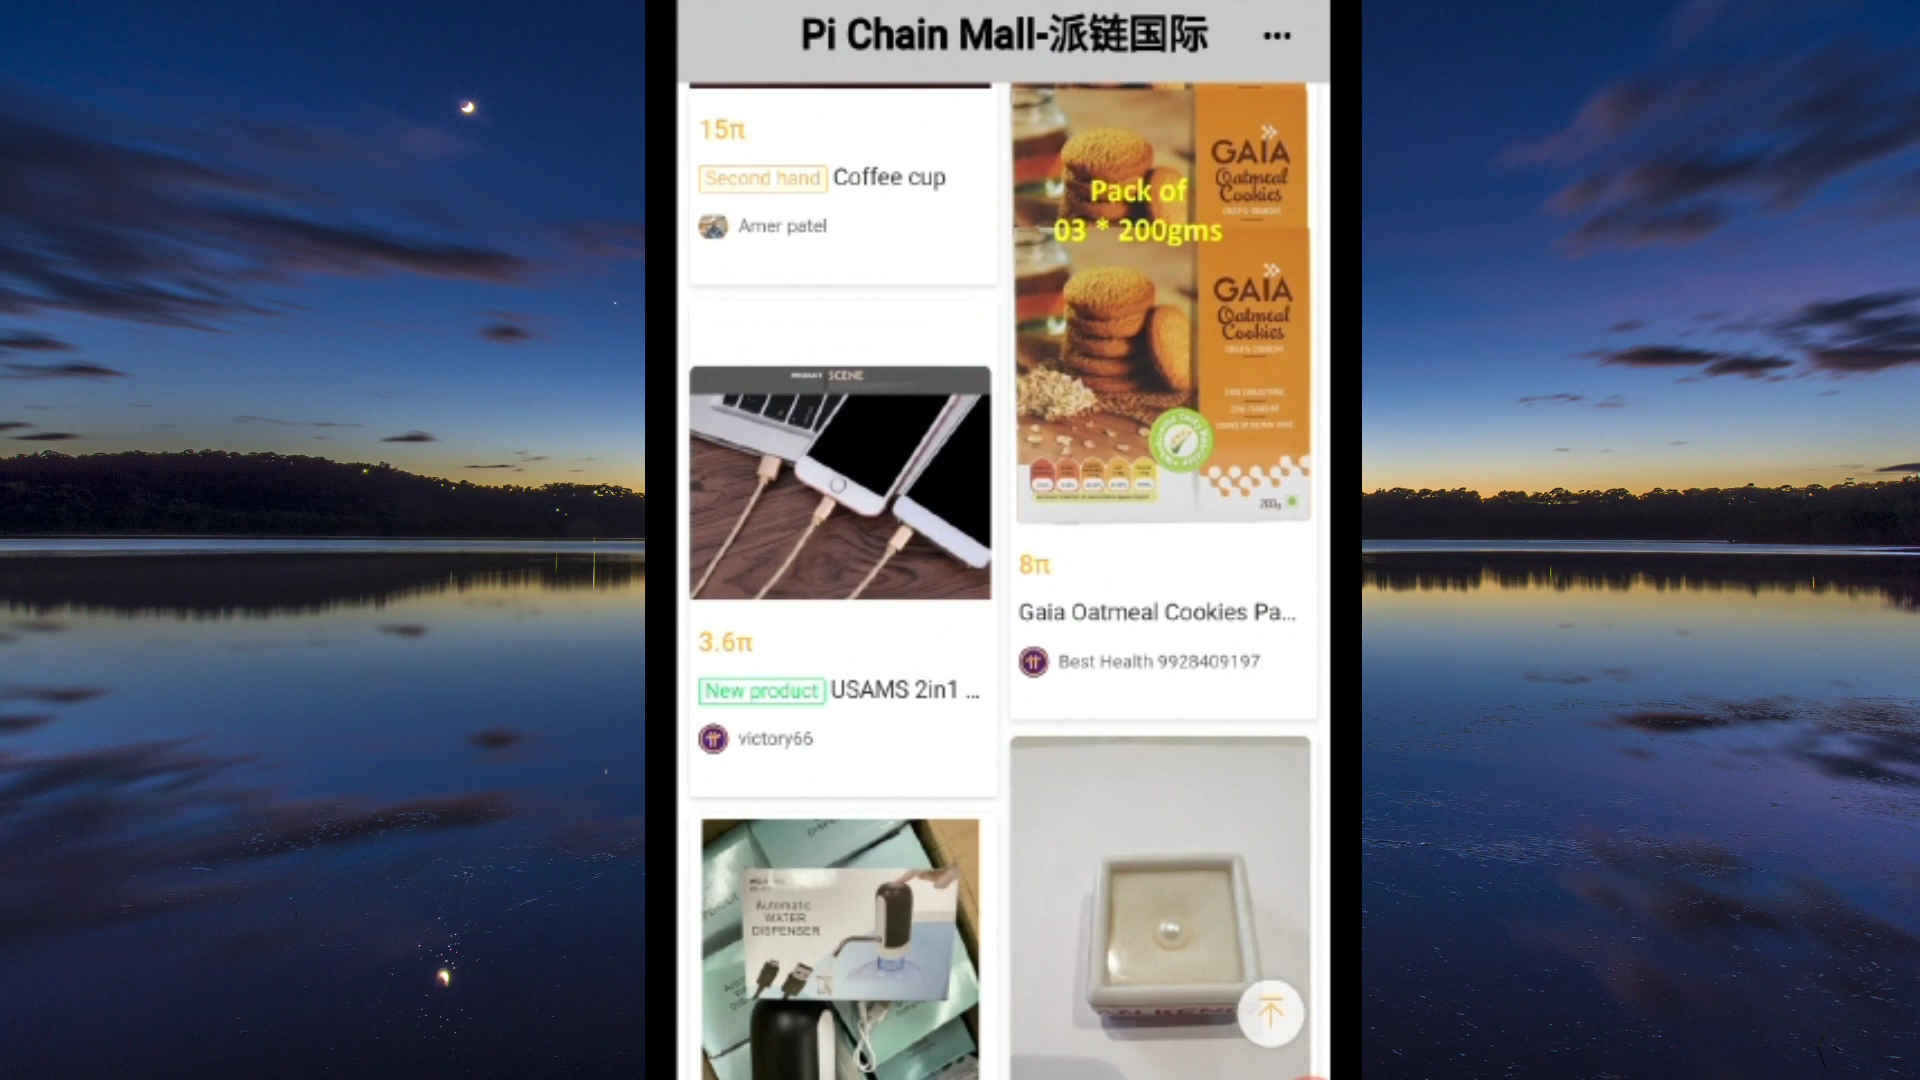 Pi Chain Mall-派链国际
15π
Second hand Coffee cup
Amer patel
SCENE
3.6π
New product USAMS 2in1 ...
victory66
Automatic
WATER
DISPENSER
GAIA
Oatmeal
Cookies
Pack of
03 * 200gms
GAIA
Oatmeal
Cookies
200g
8π
Gaia Oatmeal Cookies Pa...
Best Health 9928409197